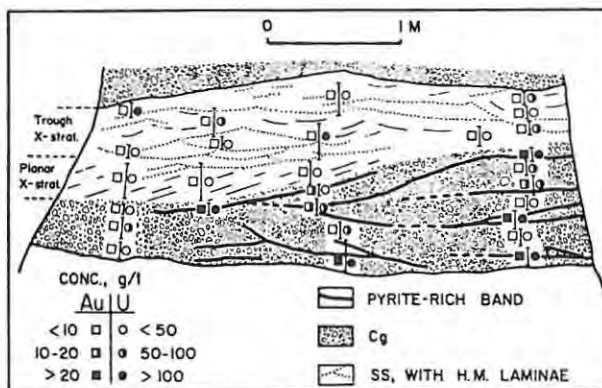 0 1 M
Trough
X-strat.
Planar
X-strat.
CONC., g/l
Au U
<10 <50
10-20 50-100
>20 >100
PYRITE-RICH BAND
Cg
SS, WITH H.M. LAMINAE